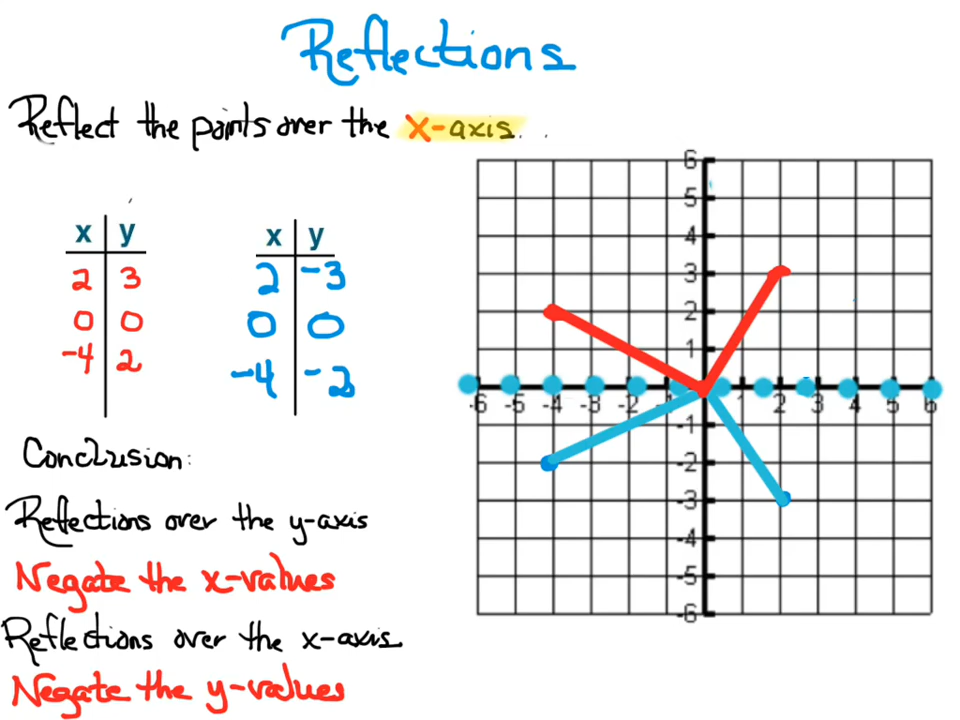 Reflections
Reflect the points over the x-axis.
x y
2 3
0 0
-4 2
x y
2 -3
0 0
-4 -2
6
5
4
3
2
1
-6 -5 -4 -3 -2 -1 2 3 4 5 6
-1
-2
-3
-4
-5
-6
Conclusion:
Reflections over the y-axis
Negate the x-values
Reflections over the x-axis
Negate the y-values